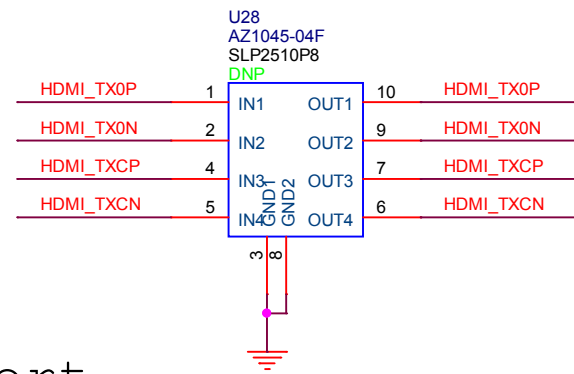 U28
AZ1045-04F
SLP2510P8
DNP
HDMI_TX0P 1 IN1 OUT1 10 HDMI_TX0P
HDMI_TX0N 2 IN2 OUT2 9 HDMI_TX0N
HDMI_TXCP 4 IN3 OUT3 7 HDMI_TXCP
HDMI_TXCN 5 IN4 OUT4 6 HDMI_TXCN
GND1
GND2
3
8